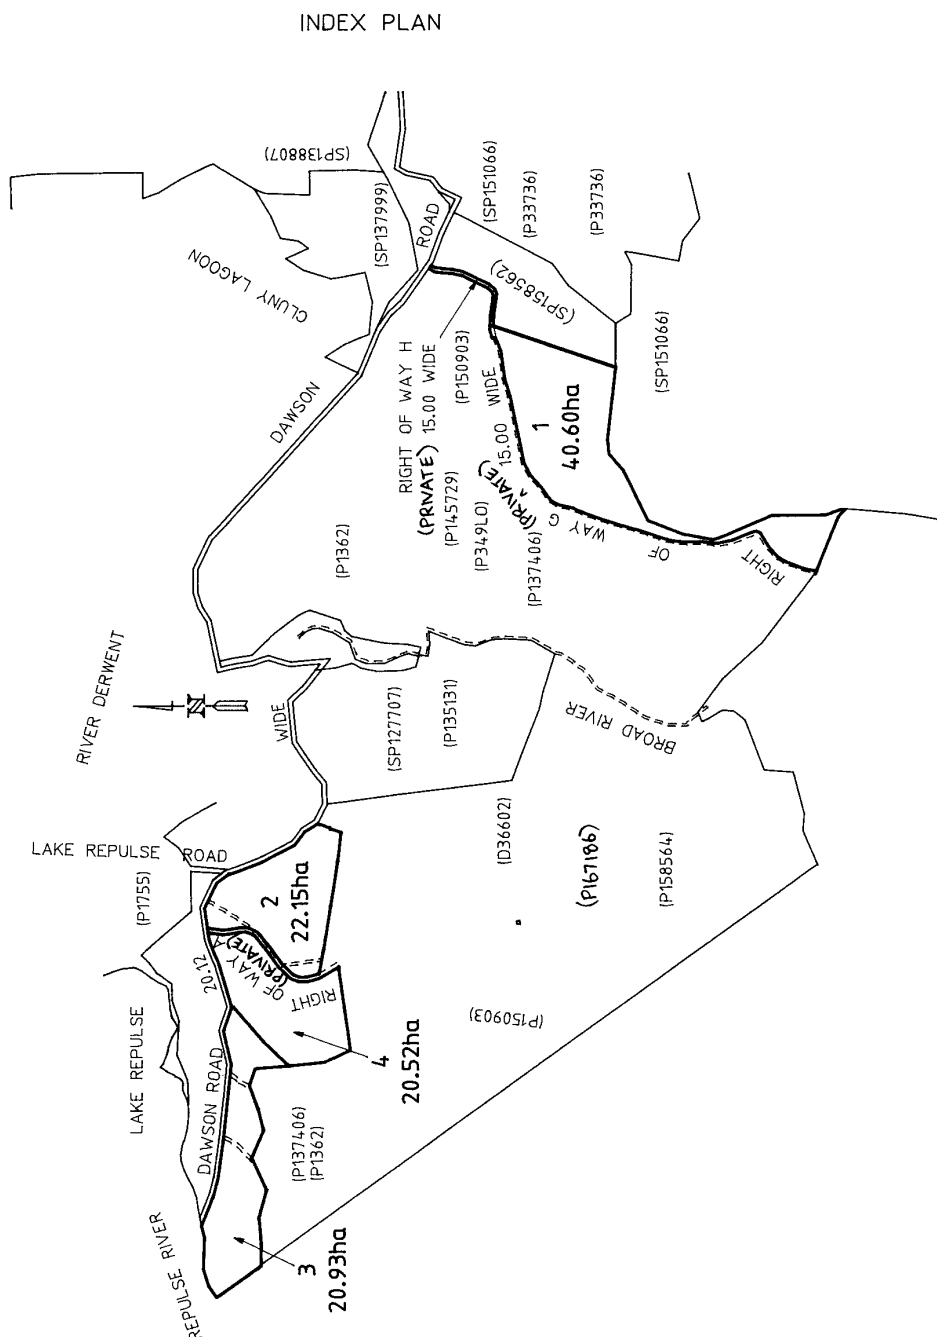 INDEX PLAN
(SP138807)
(SP137999)
CLUNY LAGOON
ROAD
(SP151066)
(P33736)
(P33736)
(SP158562)
(SP151066)
DAWSON
RIGHT OF WAY H
(PRIVATE) 15.00 WIDE
(P150903)
(P145729)
(P349LO)
(P137406)
RIGHT OF WAY G (PRIVATE) 15.00 WIDE
1
40.60ha
(P1362)
RIVER DERWENT
N
WIDE
(SP127707)
(P135131)
BROAD RIVER
LAKE REPULSE ROAD
(P1755)
(D36602)
(P167186)
(P158564)
2
22.15ha
20.12
RIGHT OF WAY A
(PRIVATE)
(P150903)
4
20.52ha
LAKE REPULSE
DAWSON ROAD
(P137406)
(P1362)
REPULSE RIVER
3
20.93ha